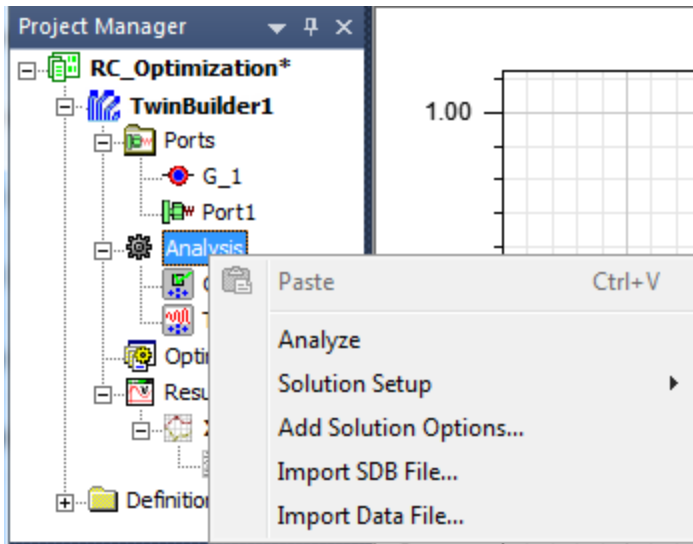 Project Manager
RC_Optimization*
TwinBuilder1
1.00
Ports
G_1
Port1
Analysis
Paste Ctrl+V
Analyze
Solution Setup
Add Solution Options...
Import SDB File...
Import Data File...